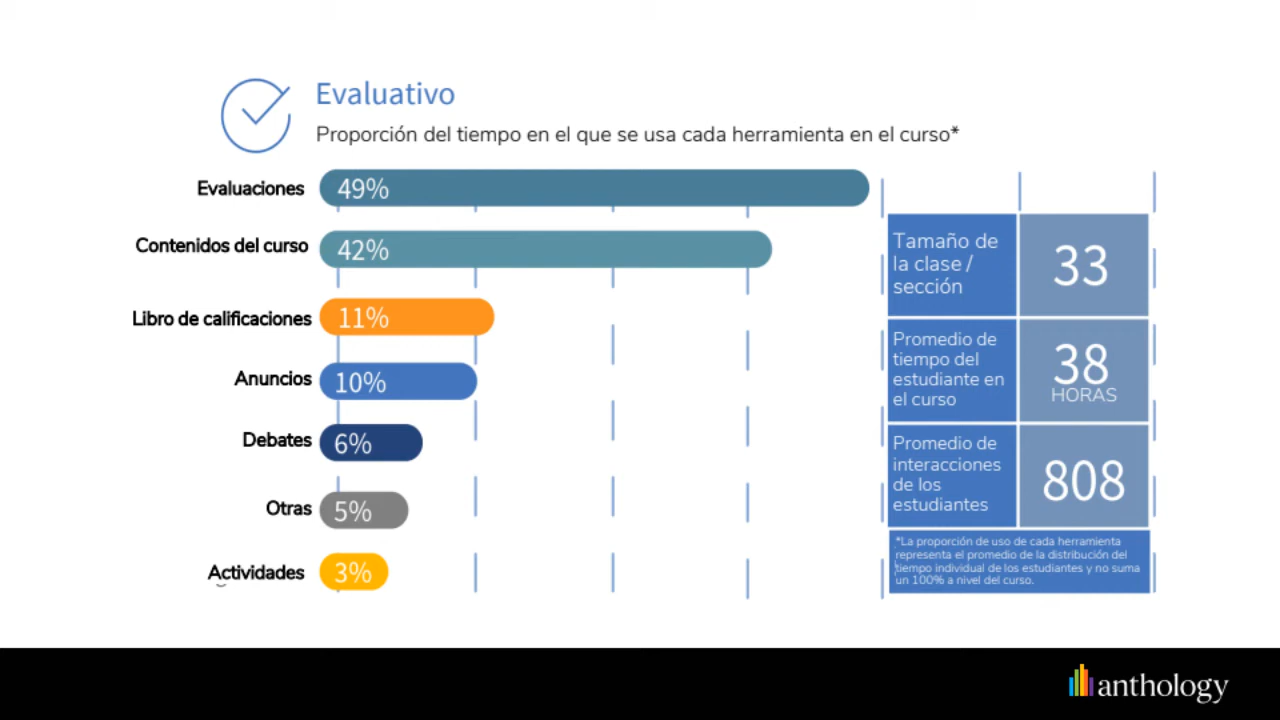 Evaluativo
Proporción del tiempo en el que se usa cada herramienta en el curso*
Evaluaciones
49%
Contenidos del curso
42%
Libro de calificaciones
11%
Anuncios
10%
Debates
6%
Otras
5%
Actividades
3%
Tamaño de
la clase /
sección
33
Promedio de
tiempo del
estudiante en
el curso
38
HORAS
Promedio de
interacciones
de los
estudiantes
808
*La proporción de uso de cada herramienta
representa el promedio de la distribución del
tiempo individual de los estudiantes y no suma
un 100% a nivel del curso.
anthology